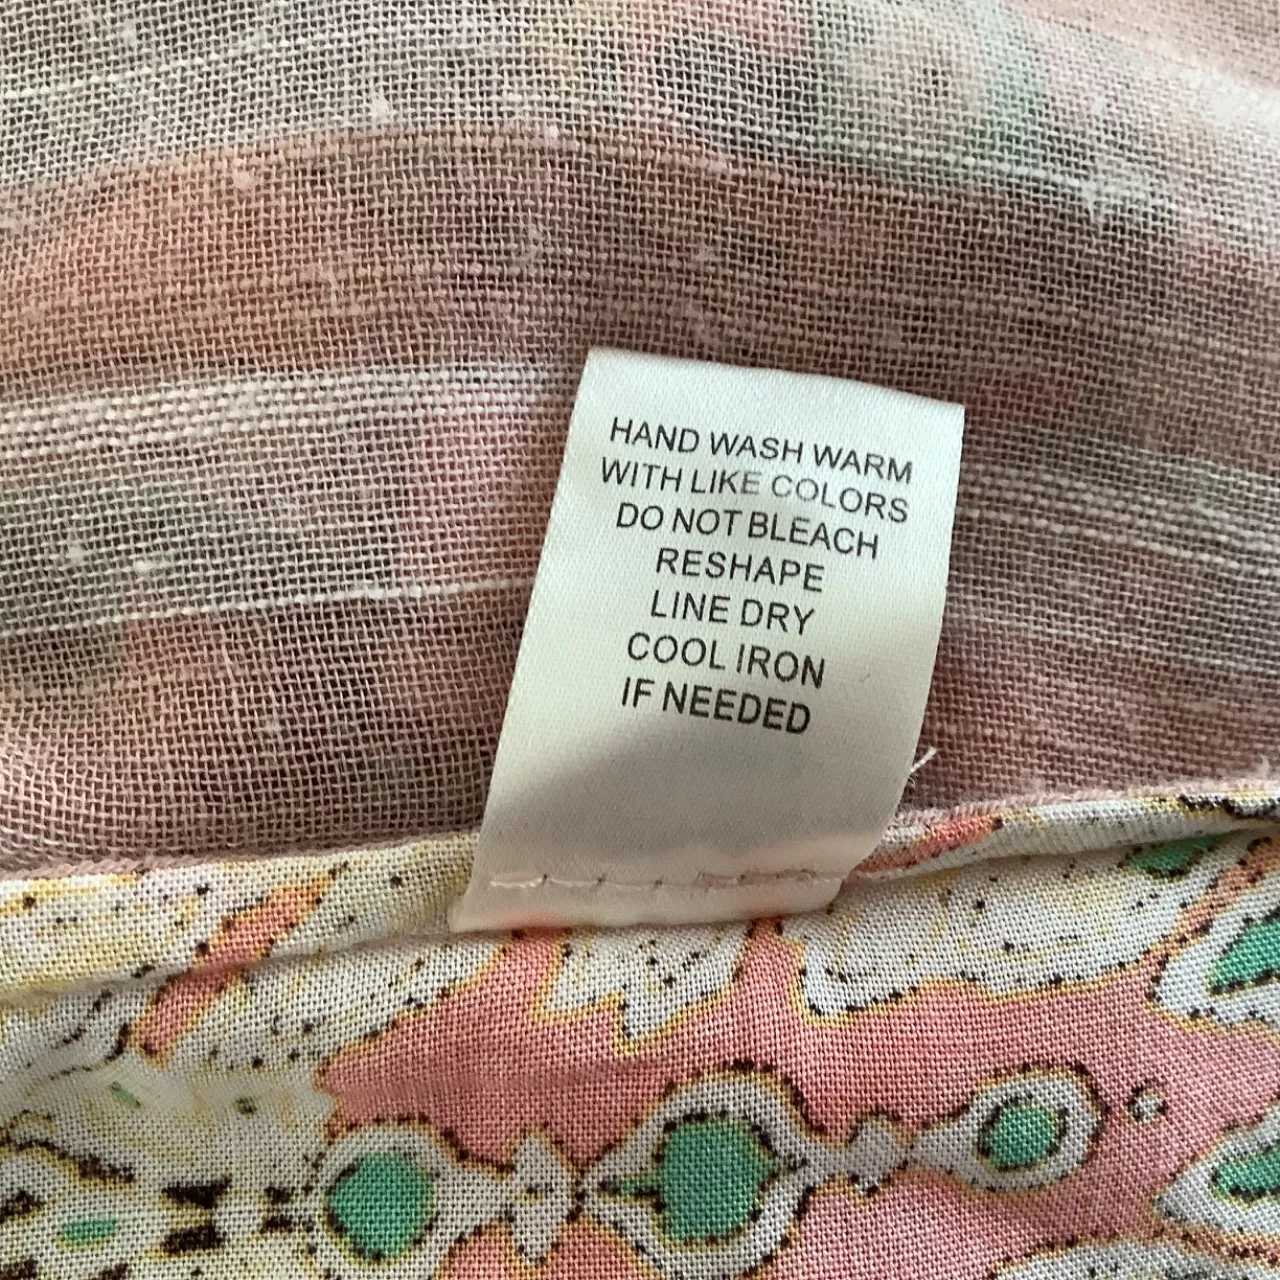 HAND WASH WARM
WITH LIKE COLORS
DO NOT BLEACH
RESHAPE
LINE DRY
COOL IRON
IF NEEDED